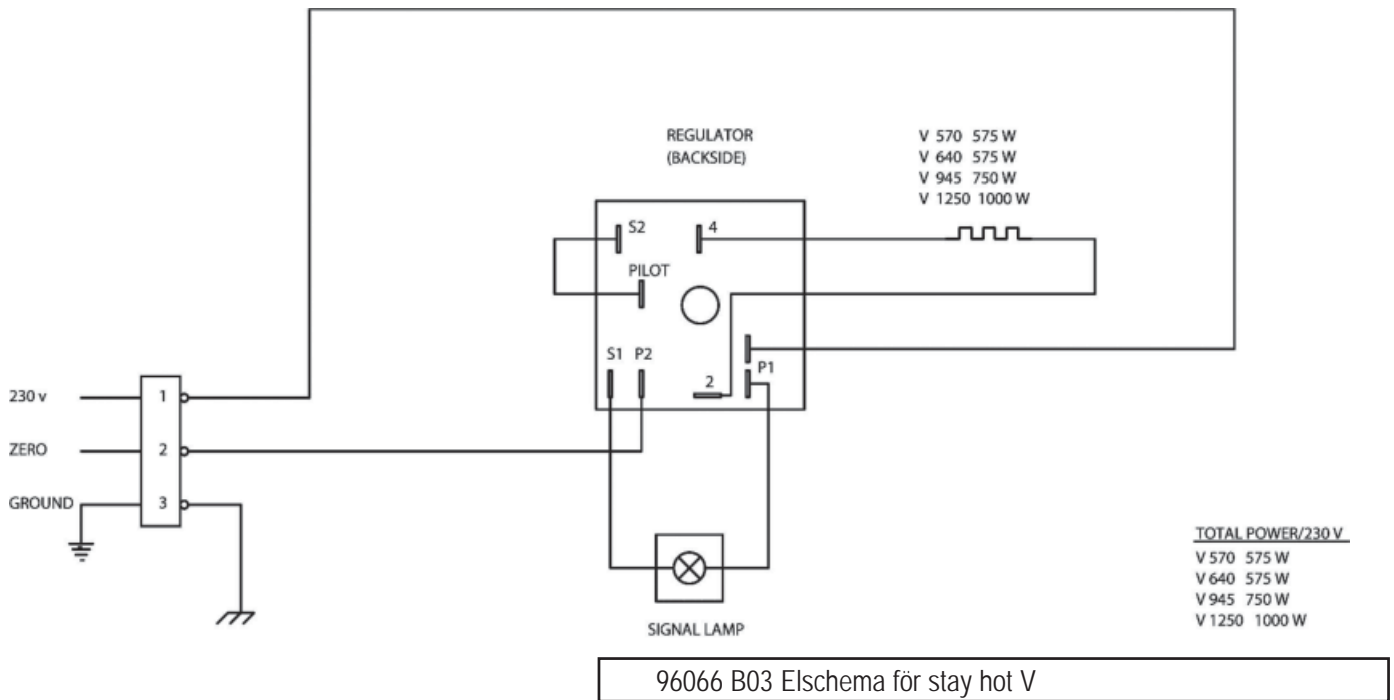 REGULATOR
(BACKSIDE)
V 570 575 W
V 640 575 W
V 945 750 W
V 1250 1000 W
S2
4
PILOT
S1 P2
2
P1
230 v
1
ZERO
2
GROUND
3
SIGNAL LAMP
TOTAL POWER/230 V
V 570 575 W
V 640 575 W
V 945 750 W
V 1250 1000 W
96066 B03 Elschema för stay hot V